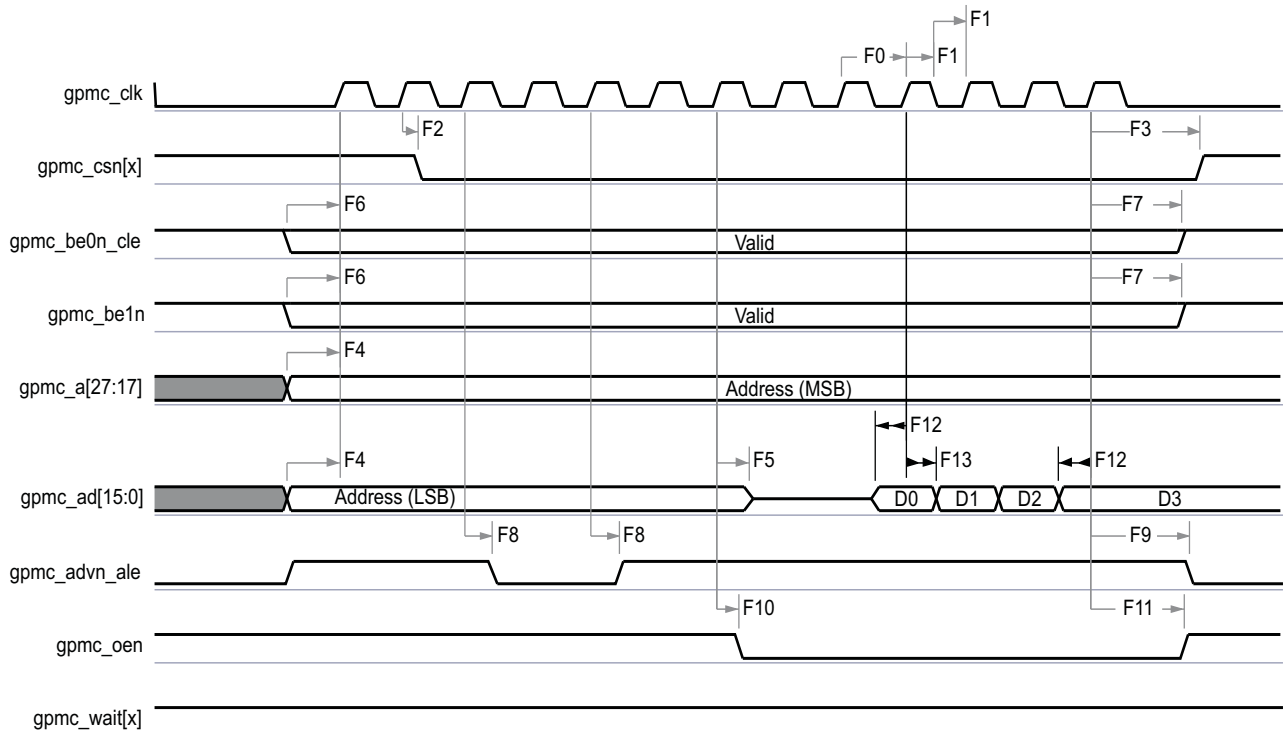 F1
F0 F1
gpmc_clk
F2 F3
gpmc_csn[x]
F6 F7
gpmc_be0n_cle Valid
F6 F7
gpmc_be1n Valid
F4
gpmc_a[27:17] Address (MSB)
F12
F4 F5 F13 F12
gpmc_ad[15:0] Address (LSB) D0 D1 D2 D3
F8 F8 F9
gpmc_advn_ale
F10 F11
gpmc_oen
gpmc_wait[x]